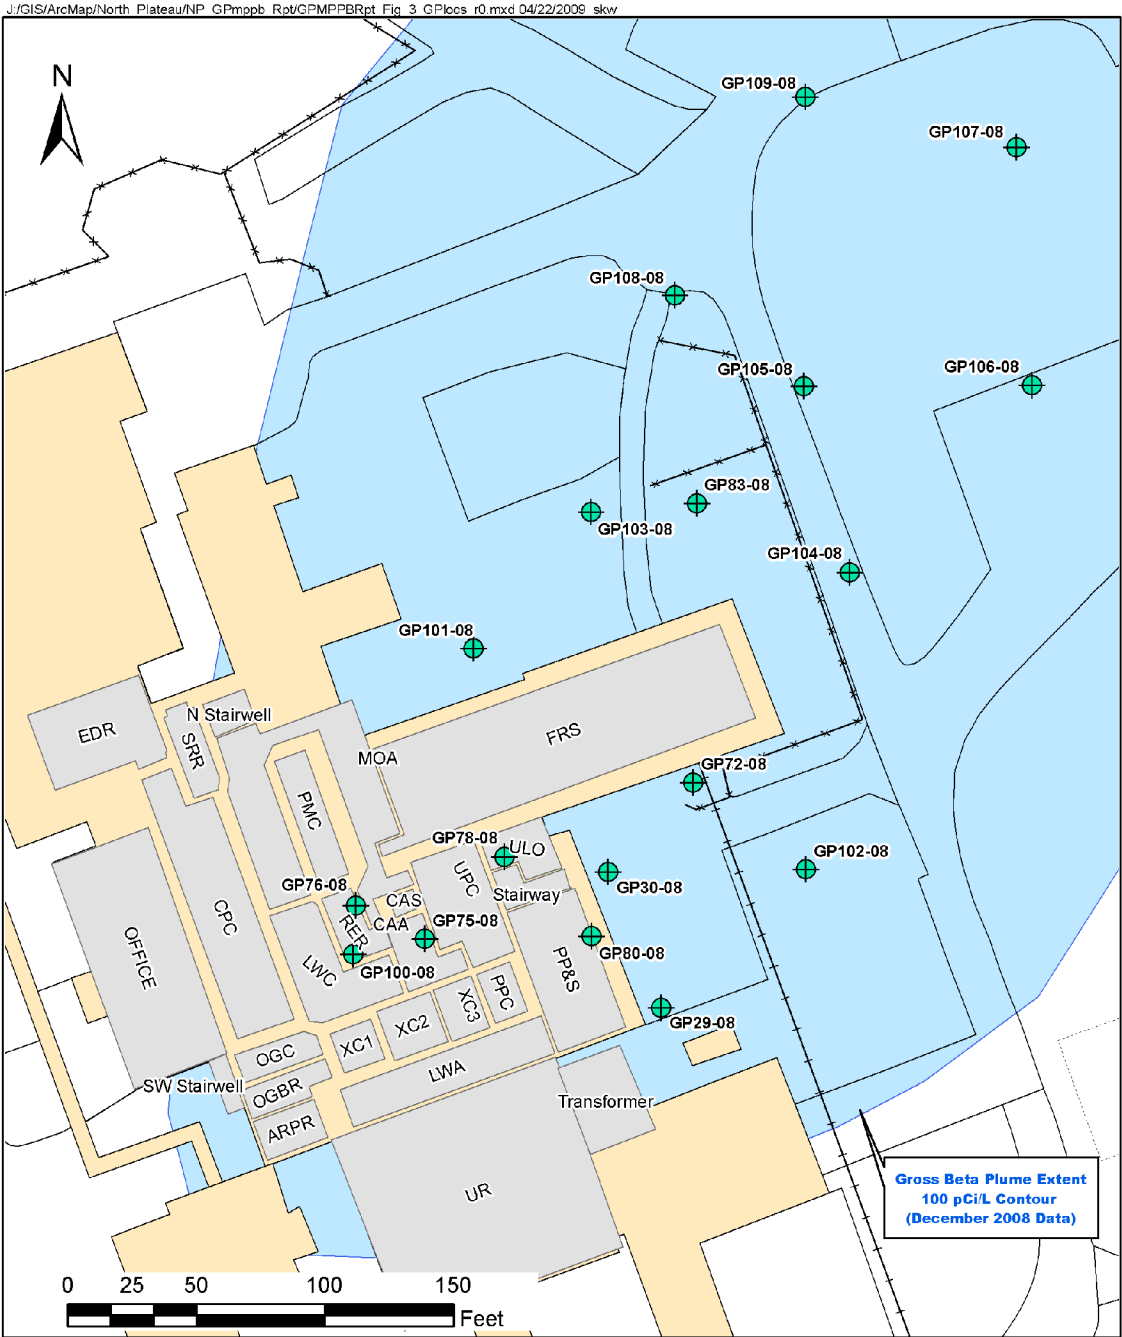 J:/GIS/ArcMap/North_Plateau/NP_GPmppb_Rpt/GPMPPBRpt_Fig_3_GPlocs_r0.mxd 04/22/2009 skw
N
GP109-08
GP107-08
GP108-08
GP105-08
GP106-08
GP83-08
GP103-08
GP104-08
GP101-08
N Stairwell
EDR
SRR
FRS
MOA
GP72-08
PMC
GP78-08
ULO
GP102-08
UPC
GP30-08
GP76-08
Stairway
CAS
CPC
RER
CAA
GP75-08
OFFICE
GP80-08
LWC
GP100-08
PP&S
PPC
XC3
GP29-08
XC2
XC1
OGC
LWA
SW Stairwell
OGBR
Transformer
ARPR
UR
Gross Beta Plume Extent
100 pCi/L Contour
(December 2008 Data)
0 25 50 100 150
Feet